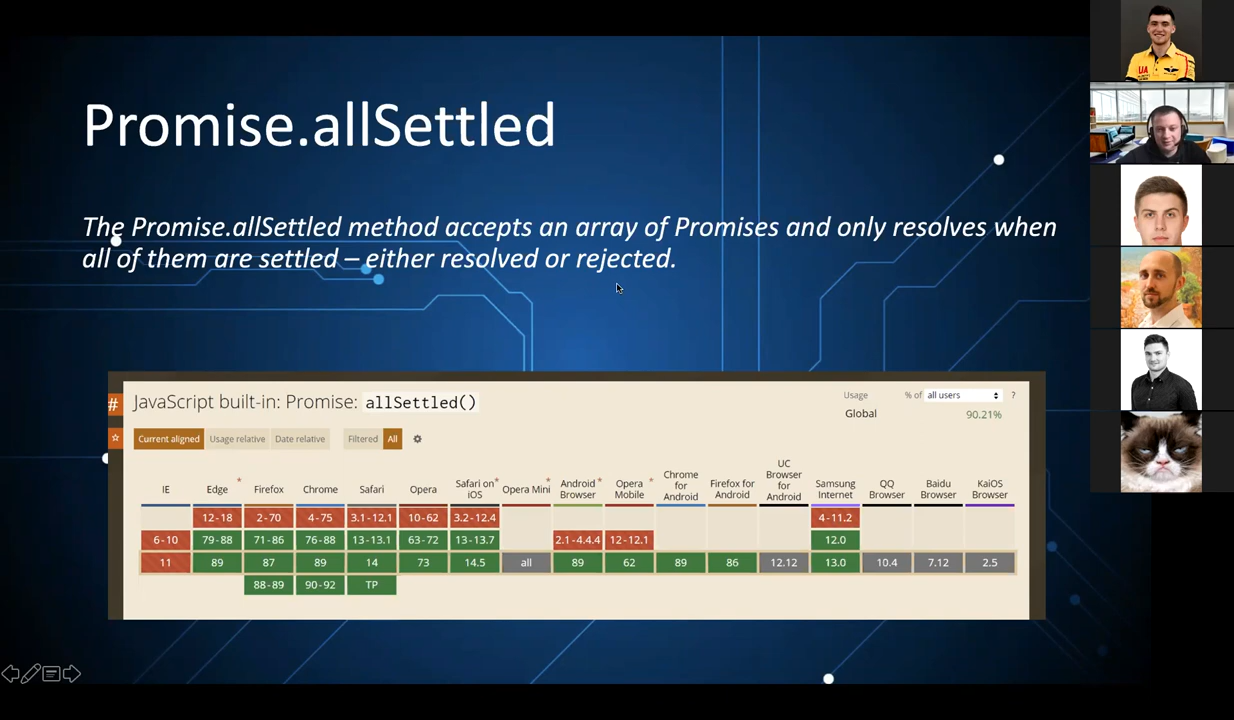 Promise.allSettled
The Promise.allSettled method accepts an array of Promises and only resolves when
all of them are settled – either resolved or rejected.
# JavaScript built-in: Promise: allSettled()
Usage % of all users ?
Global 90.21%
Current aligned Usage relative Date relative Filtered All
IE Edge * Firefox Chrome Safari Opera Safari on iOS * Opera Mini Android Browser * Opera Mobile * Chrome for Android Firefox for Android UC Browser for Android Samsung Internet QQ Browser Baidu Browser KaiOS Browser
12-18 2-70 4-75 3.1-12.1 10-62 3.2-12.4 4-11.2
6-10 79-88 71-86 76-88 13-13.1 63-72 13-13.7 2.1-4.4.4 12-12.1 12.0
11 89 87 89 14 73 14.5 all 89 62 89 86 12.12 13.0 10.4 7.12 2.5
88-89 90-92 TP
UA